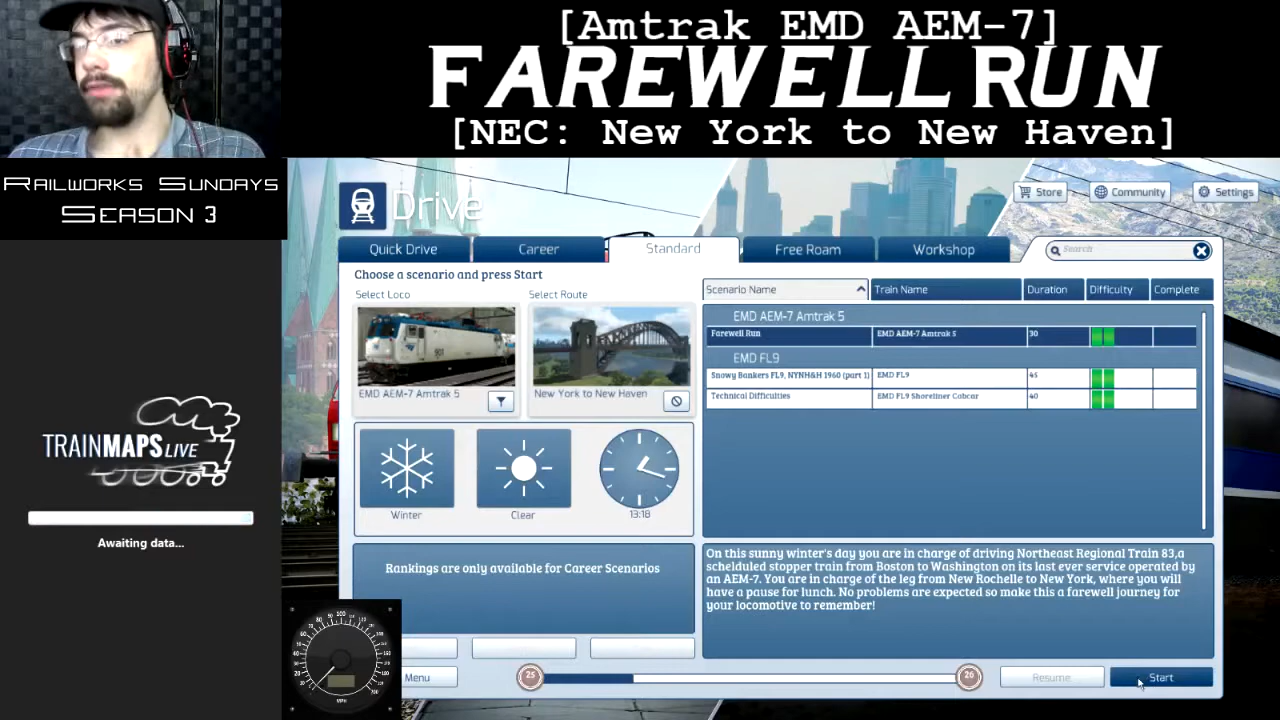 [Amtrak EMD AEM-7]
FAREWELL RUN
[NEC: New York to New Haven]
Railworks Sundays
Season 3
Drive
Store
Community
Settings
Quick Drive
Career
Standard
Free Roam
Workshop
Search
Choose a scenario and press Start
Select Loco
Select Route
EMD AEM-7 Amtrak 5
New York to New Haven
Winter
Clear
13:18
Rankings are only available for Career Scenarios
Scenario Name
Train Name
Duration
Difficulty
Complete
EMD AEM-7 Amtrak 5
Farewell Run
EMD AEM-7 Amtrak 5
30
EMD FL9
Snowy Bankers FL9, NYNH&H 1960 (part 1)
EMD FL9
45
Technical Difficulties
EMD FL9 Shoreliner Cabcar
40
On this sunny winter's day you are in charge of driving Northeast Regional Train 83,a
schelduled stopper train from Boston to Washington on its last ever service operated by
an AEM-7. You are in charge of the leg from New Rochelle to New York, where you will
have a pause for lunch. No problems are expected so make this a farewell journey for
your locomotive to remember!
TRAINMAPS LIVE
Awaiting data...
MPH
Menu
25
20
Resume
Start